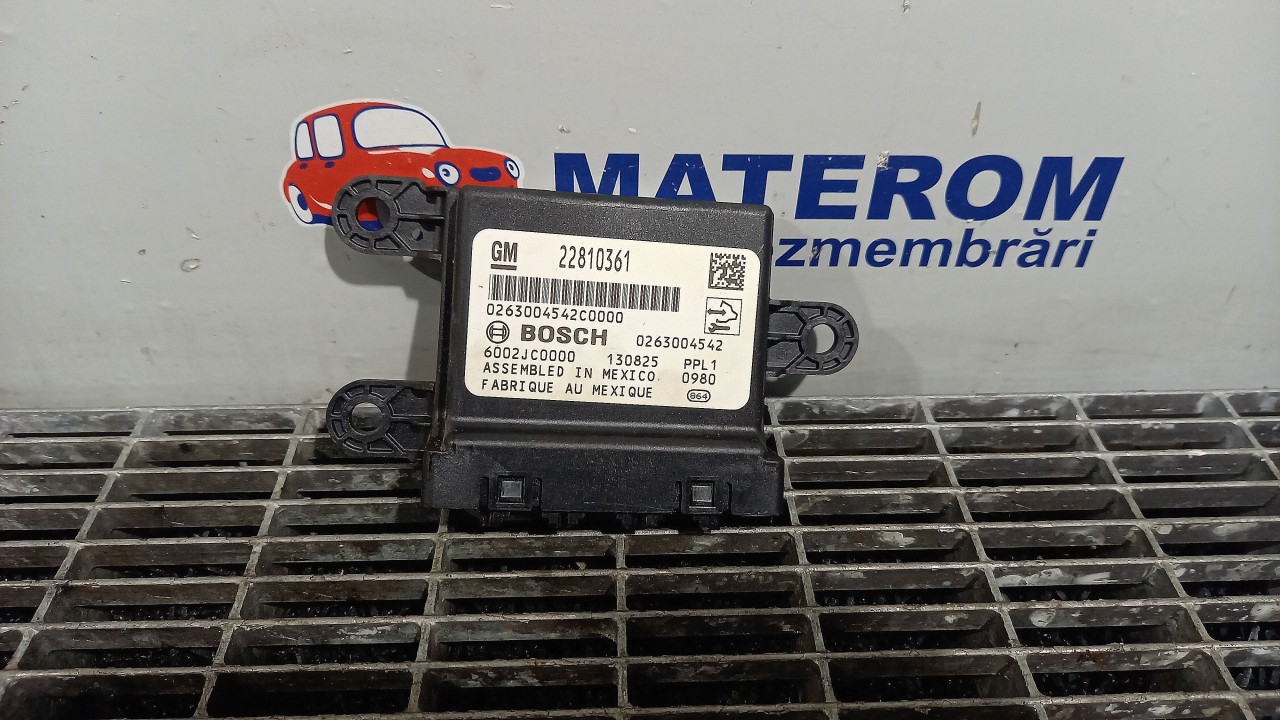 MATEROM
zmembrări
GM 22810361
0263004542C0000
BOSCH 0263004542
6002JC0000 130825 PPL1
ASSEMBLED IN MEXICO. 0980
FABRIQUE AU MEXIQUE 864